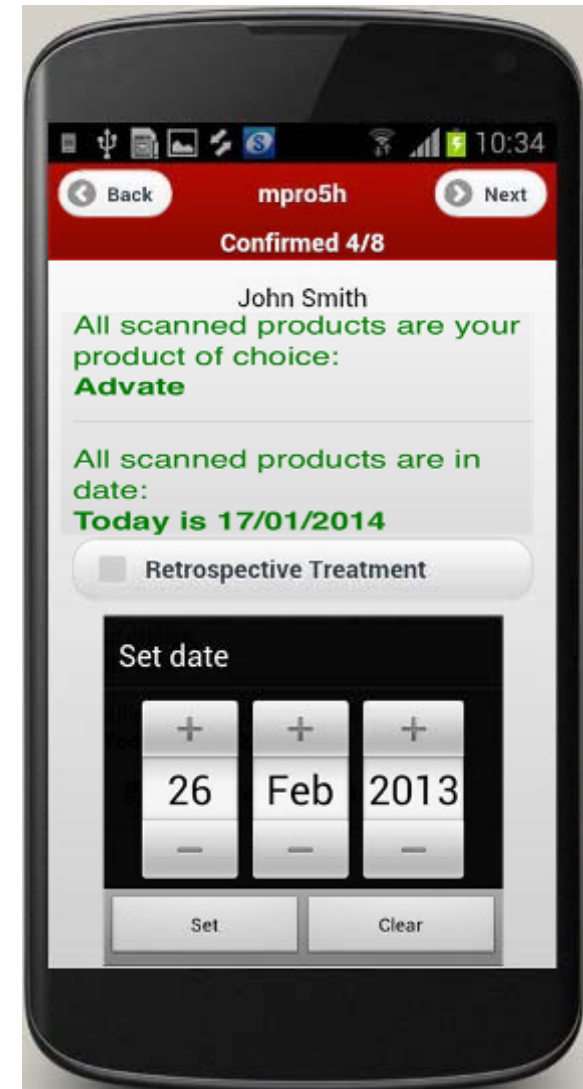 10:34
Back mpro5h Next
Confirmed 4/8
John Smith
All scanned products are your
product of choice:
Advate
All scanned products are in
date:
Today is 17/01/2014
Retrospective Treatment
Set date
+ + +
26 Feb 2013
− − −
Set Clear